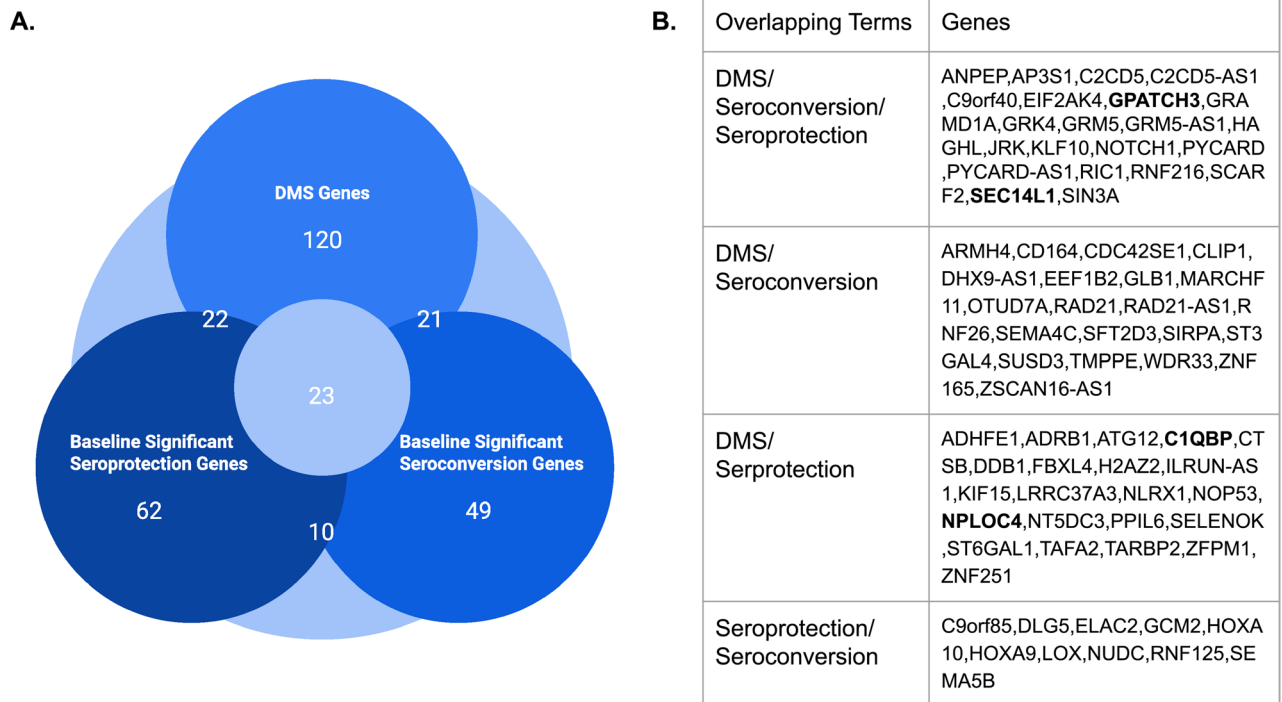 A.
DMS Genes
120
22
21
23
Baseline Significant
Seroprotection Genes
62
Baseline Significant
Seroconversion Genes
49
10
B.
Overlapping Terms
Genes
DMS/
Seroconversion/
Seroprotection
ANPEP,AP3S1,C2CD5,C2CD5-AS1
,C9orf40,EIF2AK4,GPATCH3,GRA
MD1A,GRK4,GRM5,GRM5-AS1,HA
GHL,JRK,KLF10,NOTCH1,PYCARD
,PYCARD-AS1,RIC1,RNF216,SCAR
F2,SEC14L1,SIN3A
DMS/
Seroconversion
ARMH4,CD164,CDC42SE1,CLIP1,
DHX9-AS1,EEF1B2,GLB1,MARCHF
11,OTUD7A,RAD21,RAD21-AS1,R
NF26,SEMA4C,SFT2D3,SIRPA,ST3
GAL4,SUSD3,TMPPE,WDR33,ZNF
165,ZSCAN16-AS1
DMS/
Serprotection
ADHFE1,ADRB1,ATG12,C1QBP,CT
SB,DDB1,FBXL4,H2AZ2,ILRUN-AS
1,KIF15,LRRC37A3,NLRX1,NOP53,
NPLOC4,NT5DC3,PPIL6,SELENOK
,ST6GAL1,TAFA2,TARBP2,ZFPM1,
ZNF251
Seroprotection/
Seroconversion
C9orf85,DLG5,ELAC2,GCM2,HOXA
10,HOXA9,LOX,NUDC,RNF125,SE
MA5B